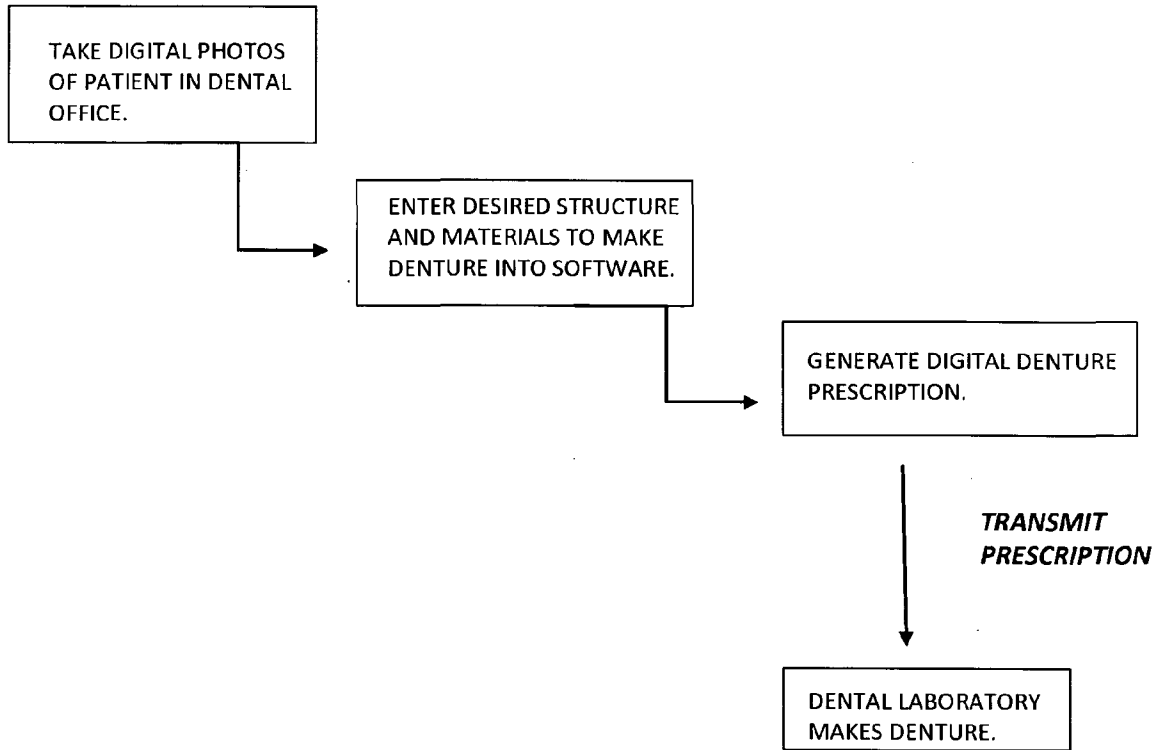 TAKE DIGITAL PHOTOS
OF PATIENT IN DENTAL
OFFICE.
ENTER DESIRED STRUCTURE
AND MATERIALS TO MAKE
DENTURE INTO SOFTWARE.
GENERATE DIGITAL DENTURE
PRESCRIPTION.
TRANSMIT
PRESCRIPTION
DENTAL LABORATORY
MAKES DENTURE.